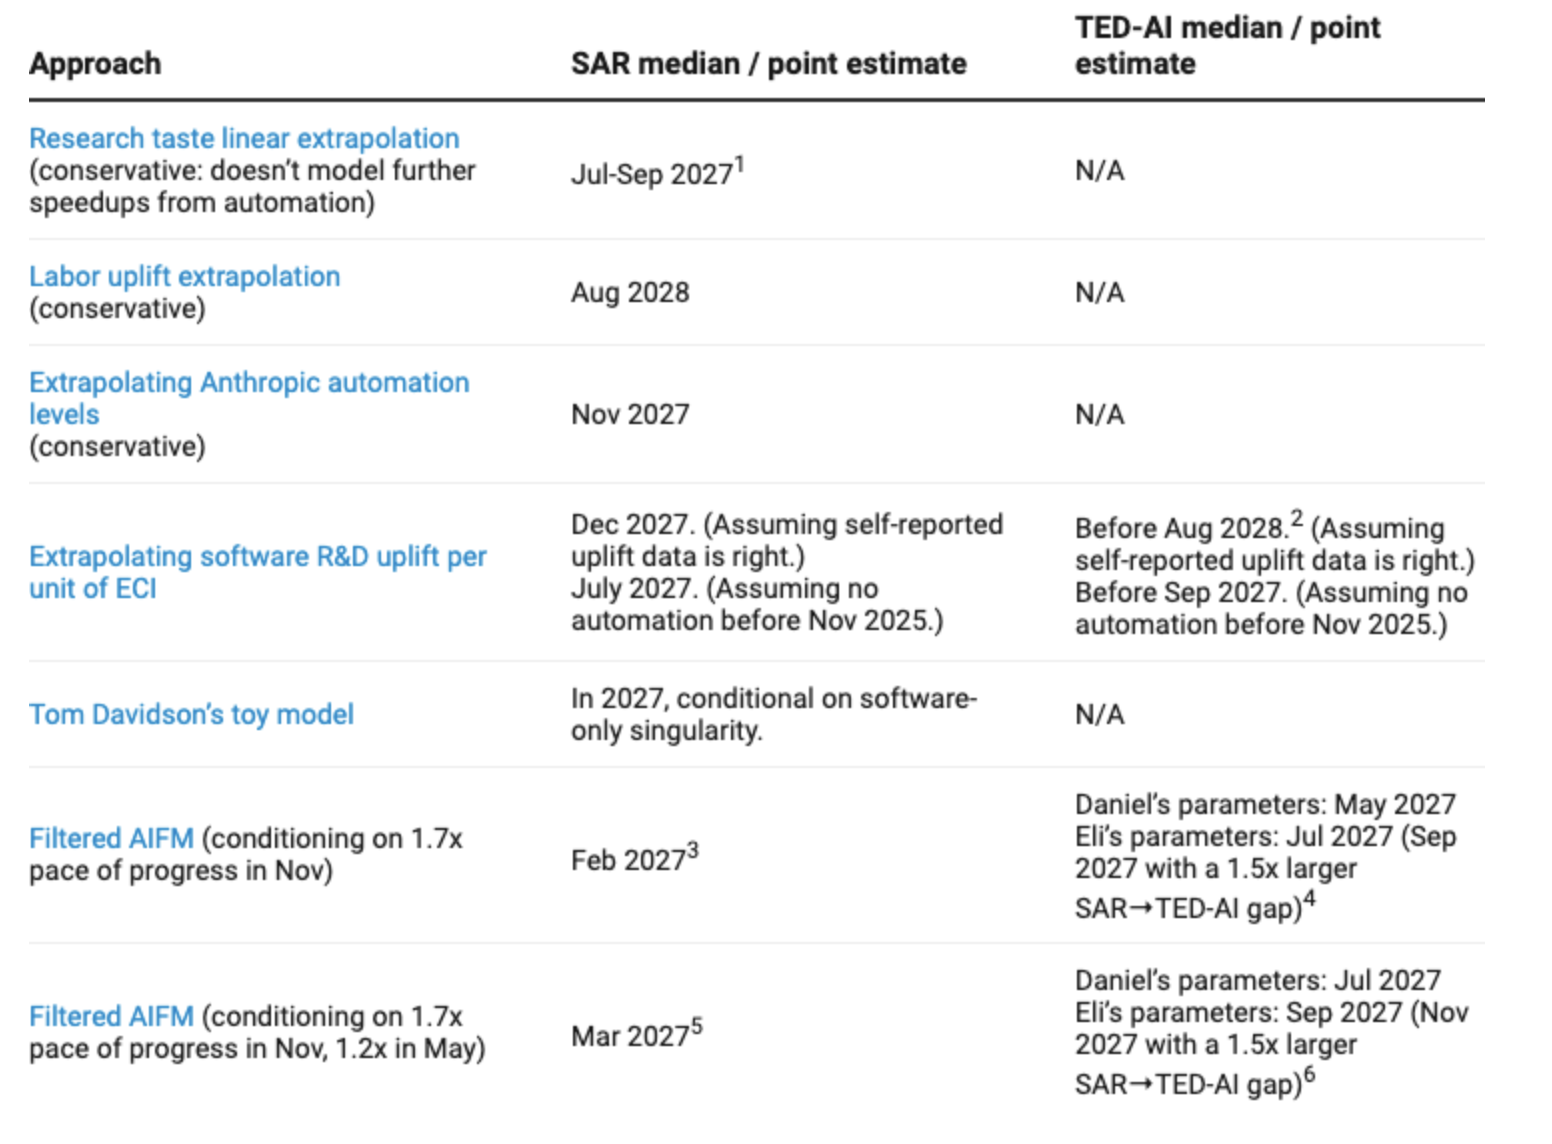 Approach
SAR median / point estimate
TED-AI median / point
estimate
Research taste linear extrapolation
(conservative: doesn't model further
speedups from automation)
Jul-Sep 2027¹
N/A
Labor uplift extrapolation
(conservative)
Aug 2028
N/A
Extrapolating Anthropic automation
levels
(conservative)
Nov 2027
N/A
Extrapolating software R&D uplift per
unit of ECI
Dec 2027. (Assuming self-reported
uplift data is right.)
July 2027. (Assuming no
automation before Nov 2025.)
Before Aug 2028.² (Assuming
self-reported uplift data is right.)
Before Sep 2027. (Assuming no
automation before Nov 2025.)
Tom Davidson's toy model
In 2027, conditional on software-
only singularity.
N/A
Filtered AIFM (conditioning on 1.7x
pace of progress in Nov)
Feb 2027³
Daniel's parameters: May 2027
Eli's parameters: Jul 2027 (Sep
2027 with a 1.5x larger
SAR→TED-AI gap)⁴
Filtered AIFM (conditioning on 1.7x
pace of progress in Nov, 1.2x in May)
Mar 2027⁵
Daniel's parameters: Jul 2027
Eli's parameters: Sep 2027 (Nov
2027 with a 1.5x larger
SAR→TED-AI gap)⁶